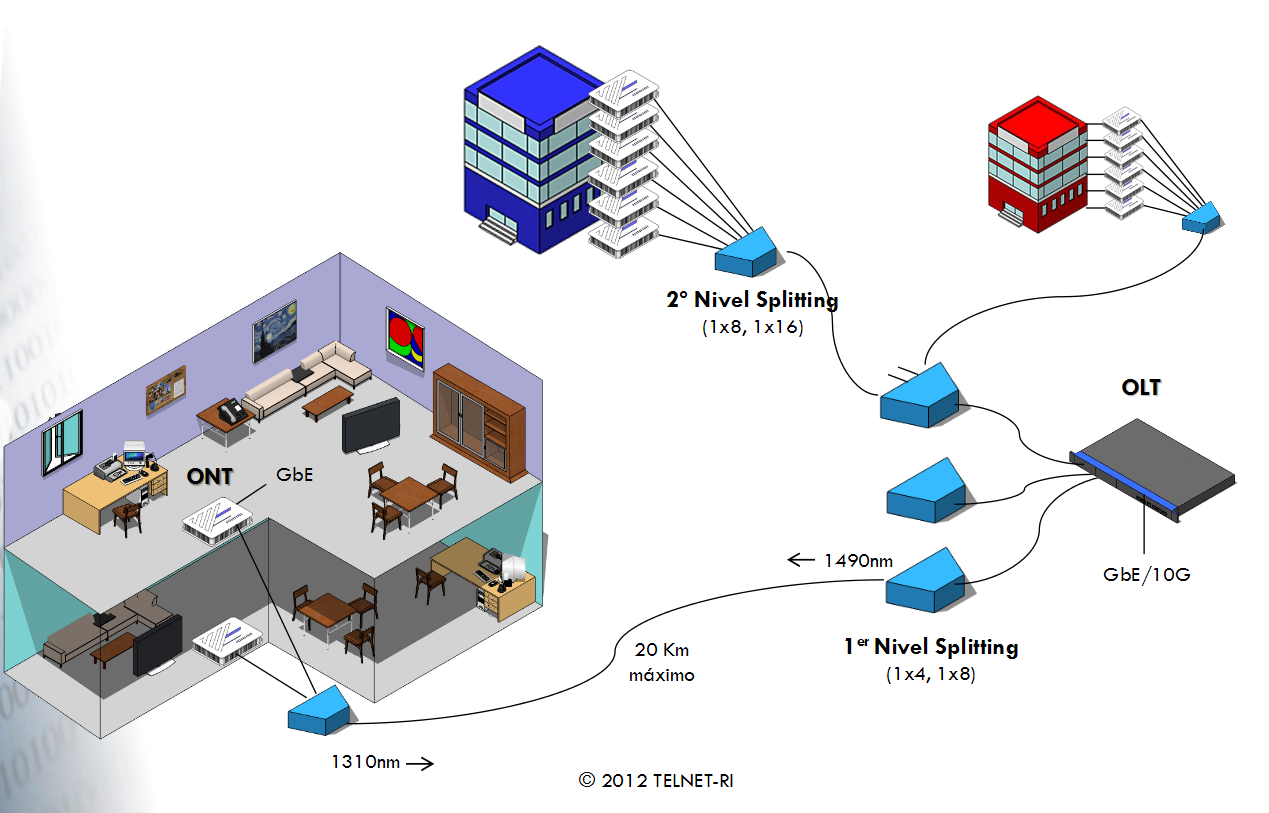 2º Nivel Splitting
(1x8, 1x16)
OLT
ONT
GbE
1490nm
GbE/10G
1er Nivel Splitting
(1x4, 1x8)
20 Km
máximo
1310nm
© 2012 TELNET-RI